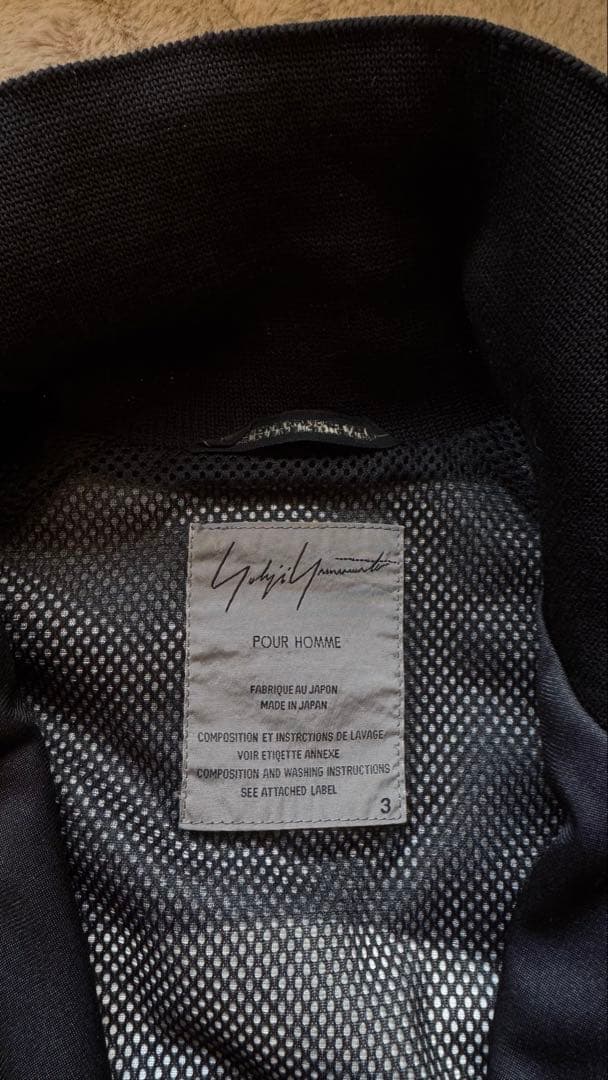 Yohji Yamamoto
POUR HOMME
FABRIQUE AU JAPON
MADE IN JAPAN
COMPOSITION ET INSTRCTIONS DE LAVAGE
VOIR ETIQETTE ANNEXE
COMPOSITION AND WASHING INSTRUCTIONS
SEE ATTACHED LABEL
3